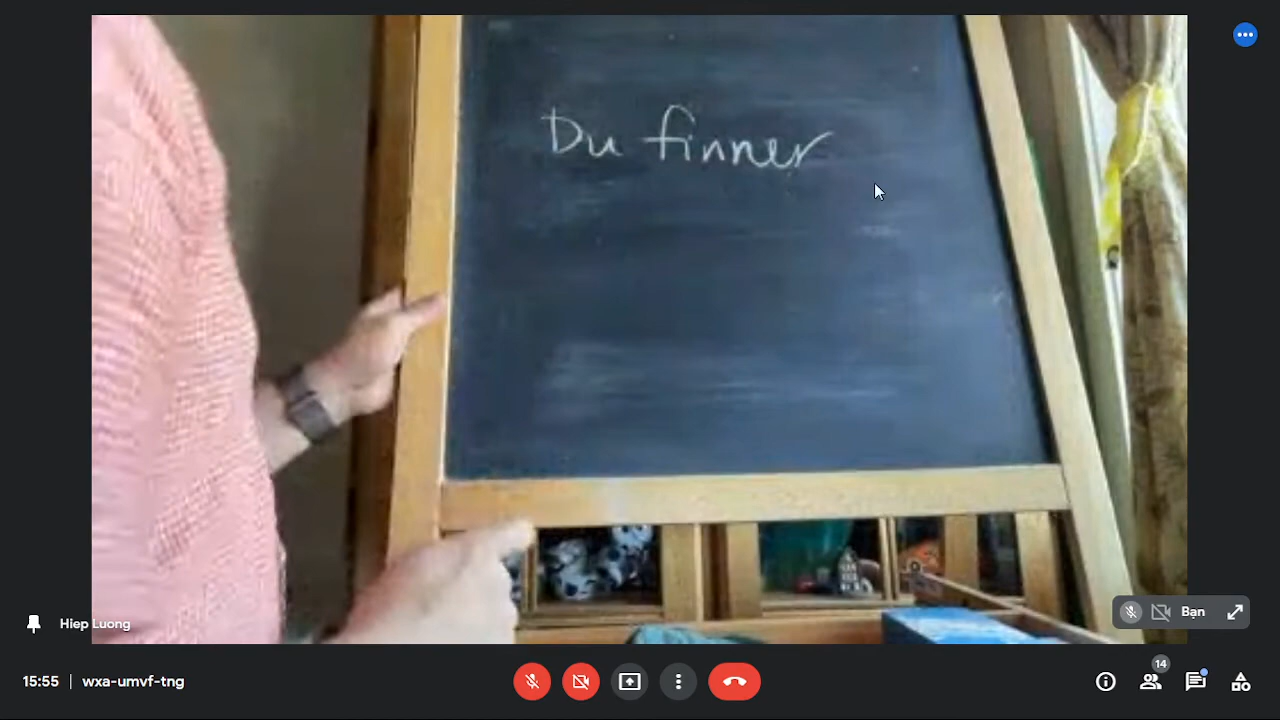 Du finner
Bạn
Hiep Luong
14
15:55 | wxa-umvf-tng